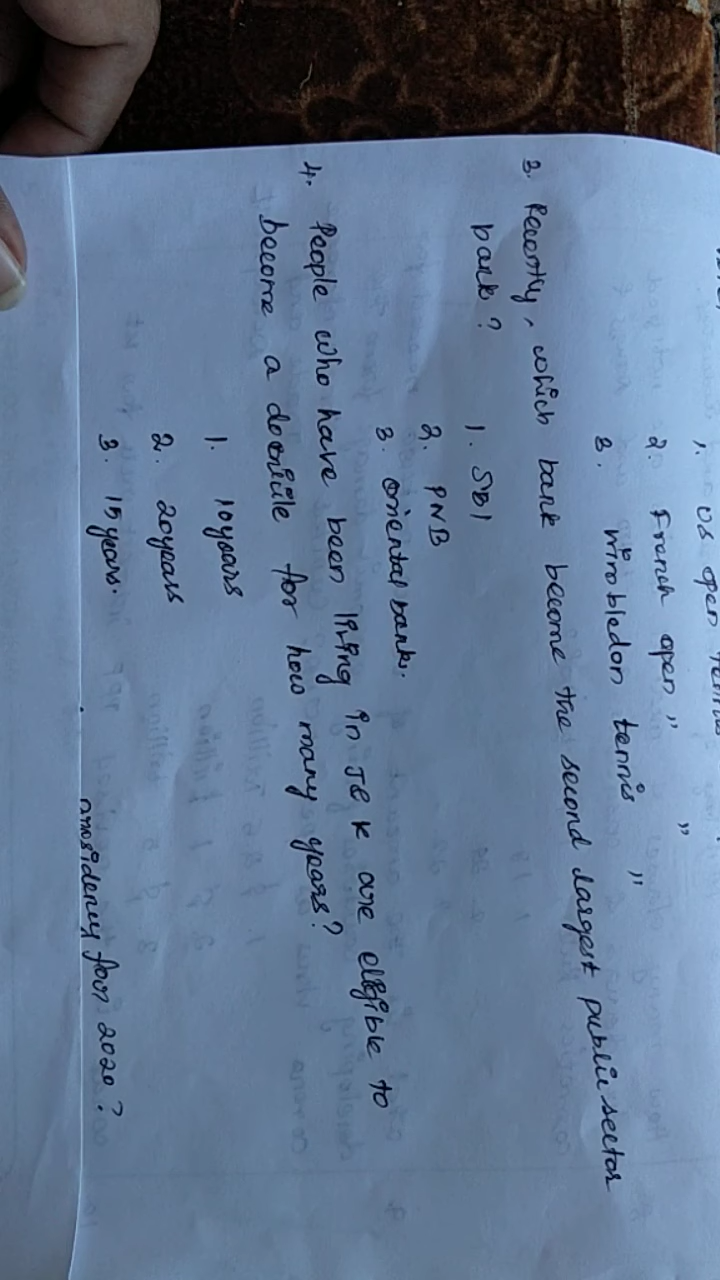 1. US open
2. French open " "
3. Wimbledon tennis "
3. Recently, which bank become the second largest public sector
bank?
1. SBI
2. PNB
3. oriental bank.
4. People who have been living in J & K are eligible to
become a domicile for how many years?
1. 10 years
2. 20 years
3. 15 years.
for 2020?